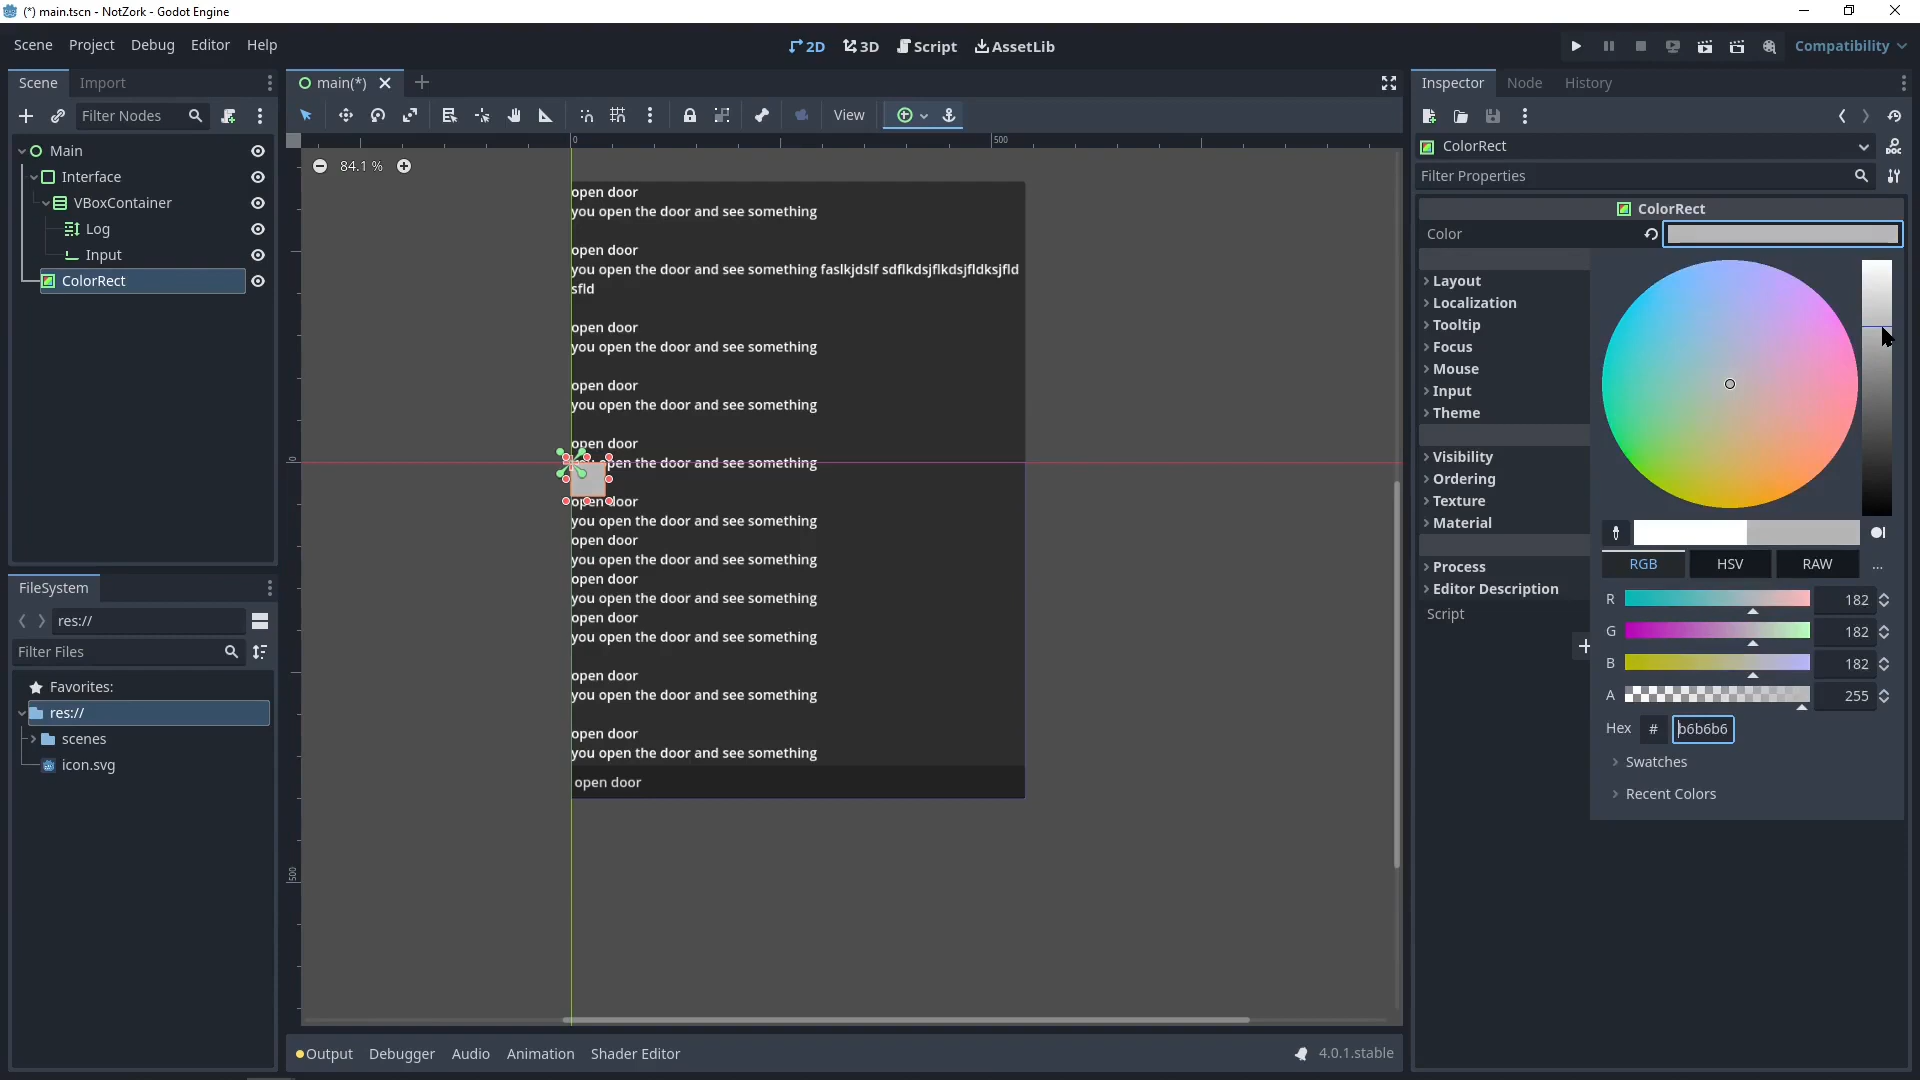 (*) main.tscn - NotZork - Godot Engine
Scene Project Debug Editor Help
2D 3D Script AssetLib
Compatibility
Scene Import
main(*)
Inspector Node History
Filter Nodes
View
Main
Interface
VBoxContainer
Log
Input
ColorRect
FileSystem
res://
Filter Files
Favorites:
res://
scenes
icon.svg
0 500
84.1 %
0
500
open door
you open the door and see something
open door
you open the door and see something faslkjdslf sdflkdsjflkdsjfldksjfld
sfld
open door
you open the door and see something
open door
you open the door and see something
open door
open the door and see something
open door
you open the door and see something
open door
you open the door and see something
open door
you open the door and see something
open door
you open the door and see something
open door
you open the door and see something
open door
you open the door and see something
open door
Output Debugger Audio Animation Shader Editor
4.0.1.stable
ColorRect
DOC
Filter Properties
ColorRect
Color
Layout
Localization
Tooltip
Focus
Mouse
Input
Theme
Visibility
Ordering
Texture
Material
Process
Editor Description
Script
RGB HSV RAW ...
R 182
G 182
B 182
A 255
Hex # b6b6b6
Swatches
Recent Colors